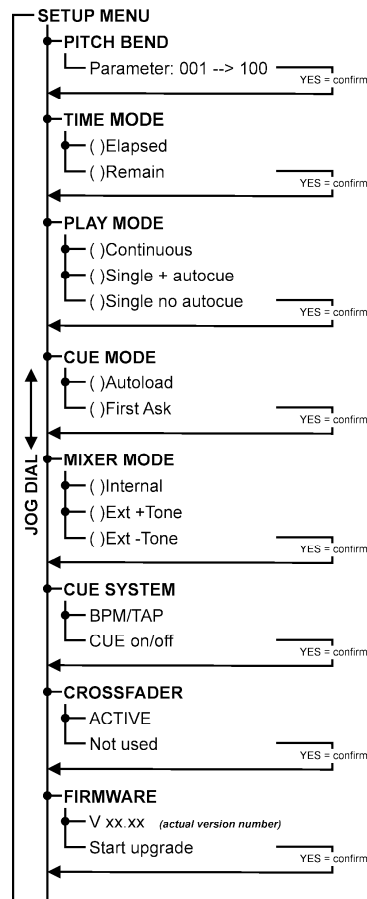 SETUP MENU
PITCH BEND
Parameter: 001 --> 100
YES = confirm
TIME MODE
( )Elapsed
( )Remain
YES = confirm
PLAY MODE
( )Continuous
( )Single + autocue
( )Single no autocue
YES = confirm
CUE MODE
( )Autoload
( )First Ask
YES = confirm
JOG DIAL
MIXER MODE
( )Internal
( )Ext +Tone
( )Ext -Tone
YES = confirm
CUE SYSTEM
BPM/TAP
CUE on/off
YES = confirm
CROSSFADER
ACTIVE
Not used
YES = confirm
FIRMWARE
V xx.xx (actual version number)
Start upgrade
YES = confirm